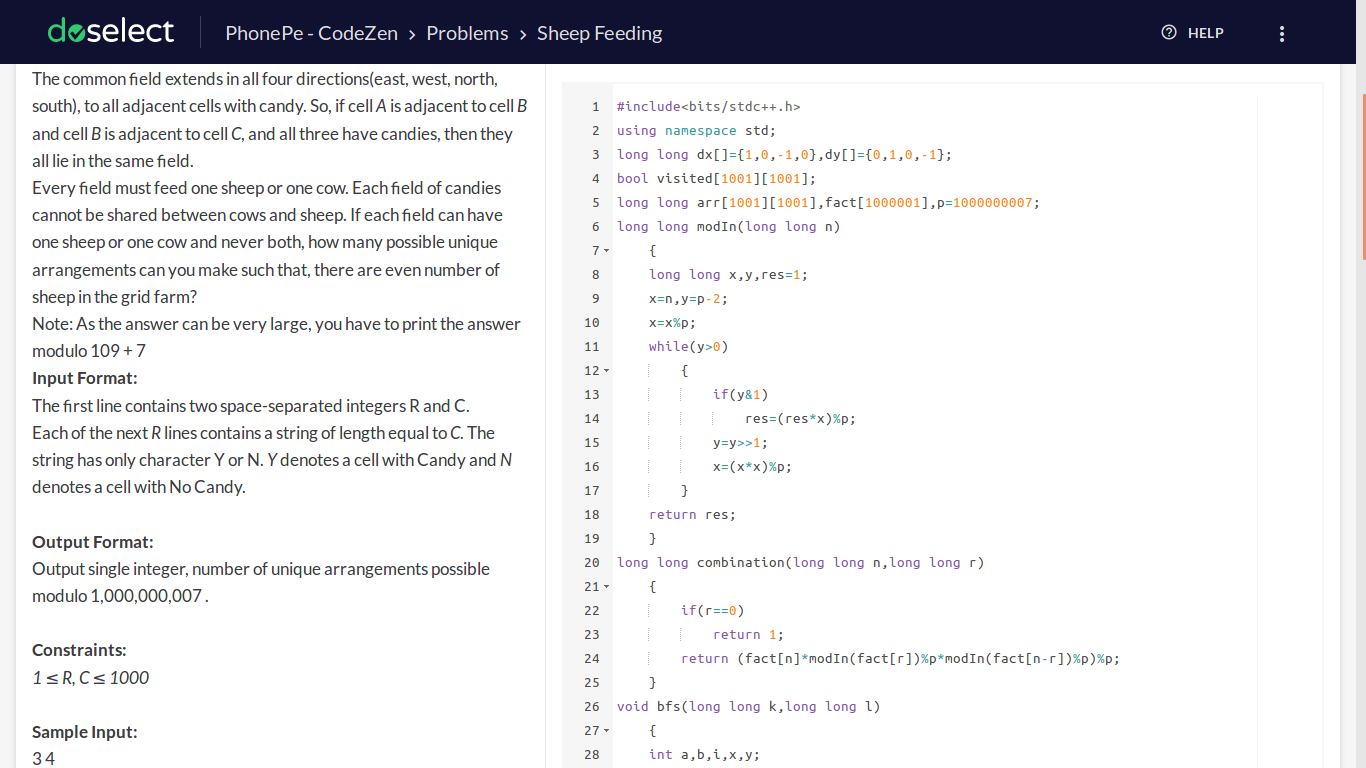 doselect
PhonePe - CodeZen › Problems › Sheep Feeding
HELP
The common field extends in all four directions(east, west, north,
south), to all adjacent cells with candy. So, if cell A is adjacent to cell B
and cell B is adjacent to cell C, and all three have candies, then they
all lie in the same field.
Every field must feed one sheep or one cow. Each field of candies
cannot be shared between cows and sheep. If each field can have
one sheep or one cow and never both, how many possible unique
arrangements can you make such that, there are even number of
sheep in the grid farm?
Note: As the answer can be very large, you have to print the answer
modulo 109 + 7
Input Format:
The first line contains two space-separated integers R and C.
Each of the next R lines contains a string of length equal to C. The
string has only character Y or N. Y denotes a cell with Candy and N
denotes a cell with No Candy.
Output Format:
Output single integer, number of unique arrangements possible
modulo 1,000,000,007 .
Constraints:
1 ≤ R, C ≤ 1000
Sample Input:
3 4
1 #include<bits/stdc++.h>
2 using namespace std;
3 long long dx[]={1,0,-1,0},dy[]={0,1,0,-1};
4 bool visited[1001][1001];
5 long long arr[1001][1001],fact[1000001],p=1000000007;
6 long long modIn(long long n)
7 {
8 long long x,y,res=1;
9 x=n,y=p-2;
10 x=x%p;
11 while(y>0)
12 {
13 if(y&1)
14 res=(res*x)%p;
15 y=y>>1;
16 x=(x*x)%p;
17 }
18 return res;
19 }
20 long long combination(long long n,long long r)
21 {
22 if(r==0)
23 return 1;
24 return (fact[n]*modIn(fact[r])%p*modIn(fact[n-r])%p)%p;
25 }
26 void bfs(long long k,long long l)
27 {
28 int a,b,i,x,y;